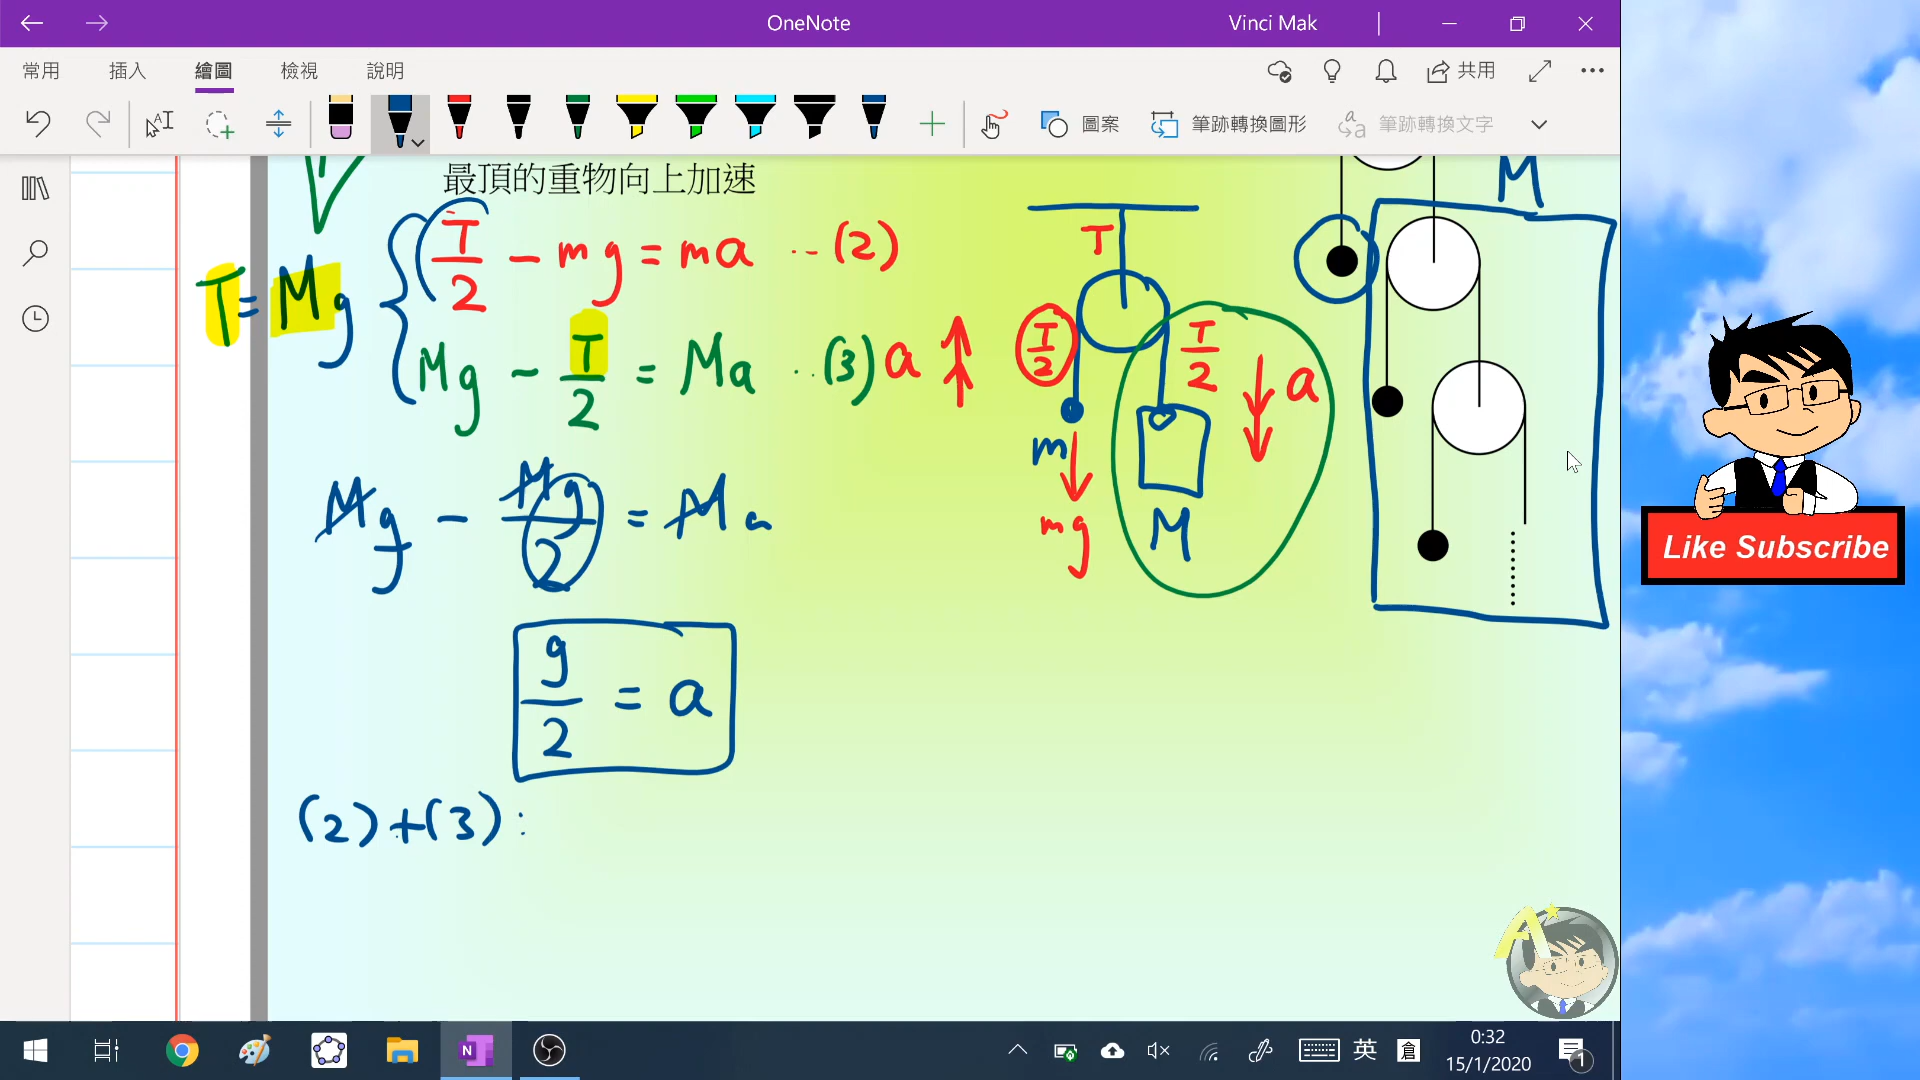 OneNote
Vinci Mak
常用 插入 繪圖 檢視 說明
共用
圖案 筆跡轉換圖形 筆跡轉換文字
M
最頂的重物向上加速
T/2 - mg = ma ...(2)
T = Mg
Mg - T/2 = Ma ...(3) a
Mg - Mg/2 = Ma
g/2 = a
(2)+(3):
T
T/2
T/2
a
m
mg
M
Like Subscribe
A
英
倉
0:32
15/1/2020
1